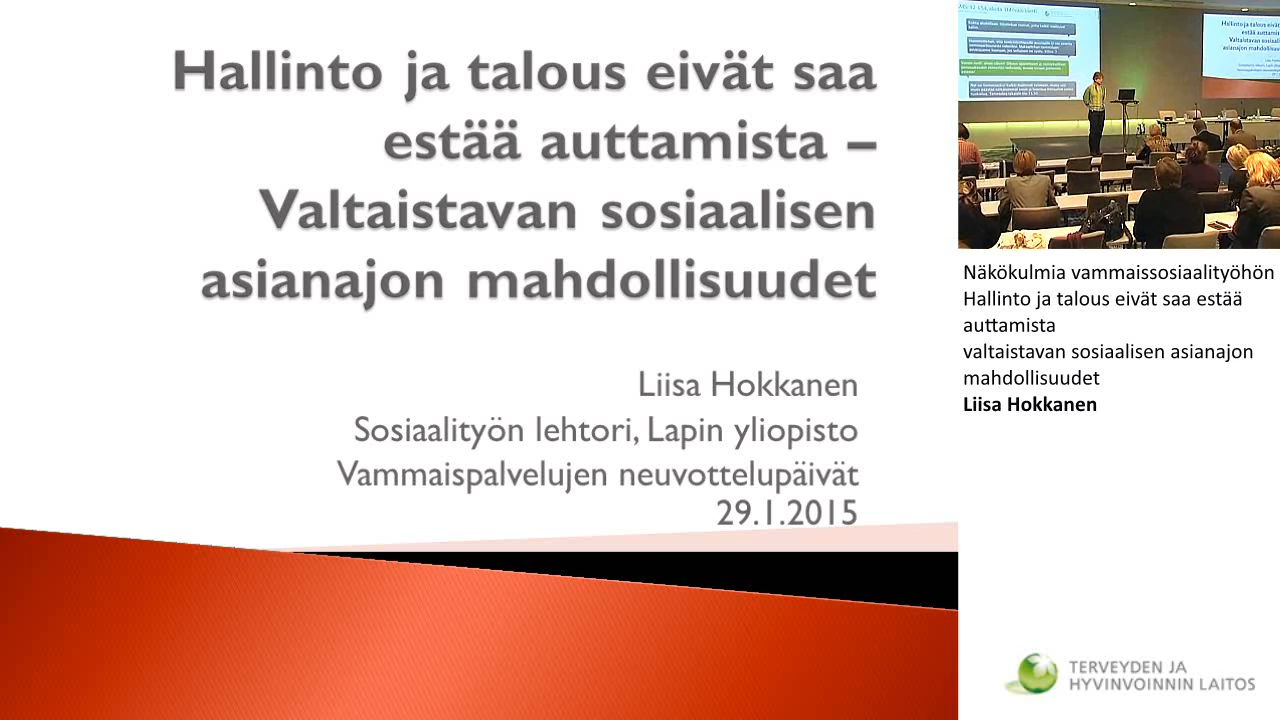 Hallinto ja talous eivät saa
estää auttamista –
Valtaistavan sosiaalisen
asianajon mahdollisuudet
Liisa Hokkanen
Sosiaalityön lehtori, Lapin yliopisto
Vammaispalvelujen neuvottelupäivät
29.1.2015
Näkökulmia vammaissosiaalityöhön
Hallinto ja talous eivät saa estää
auttamista
valtaistavan sosiaalisen asianajon
mahdollisuudet
Liisa Hokkanen
TERVEYDEN JA
HYVINVOINNIN LAITOS